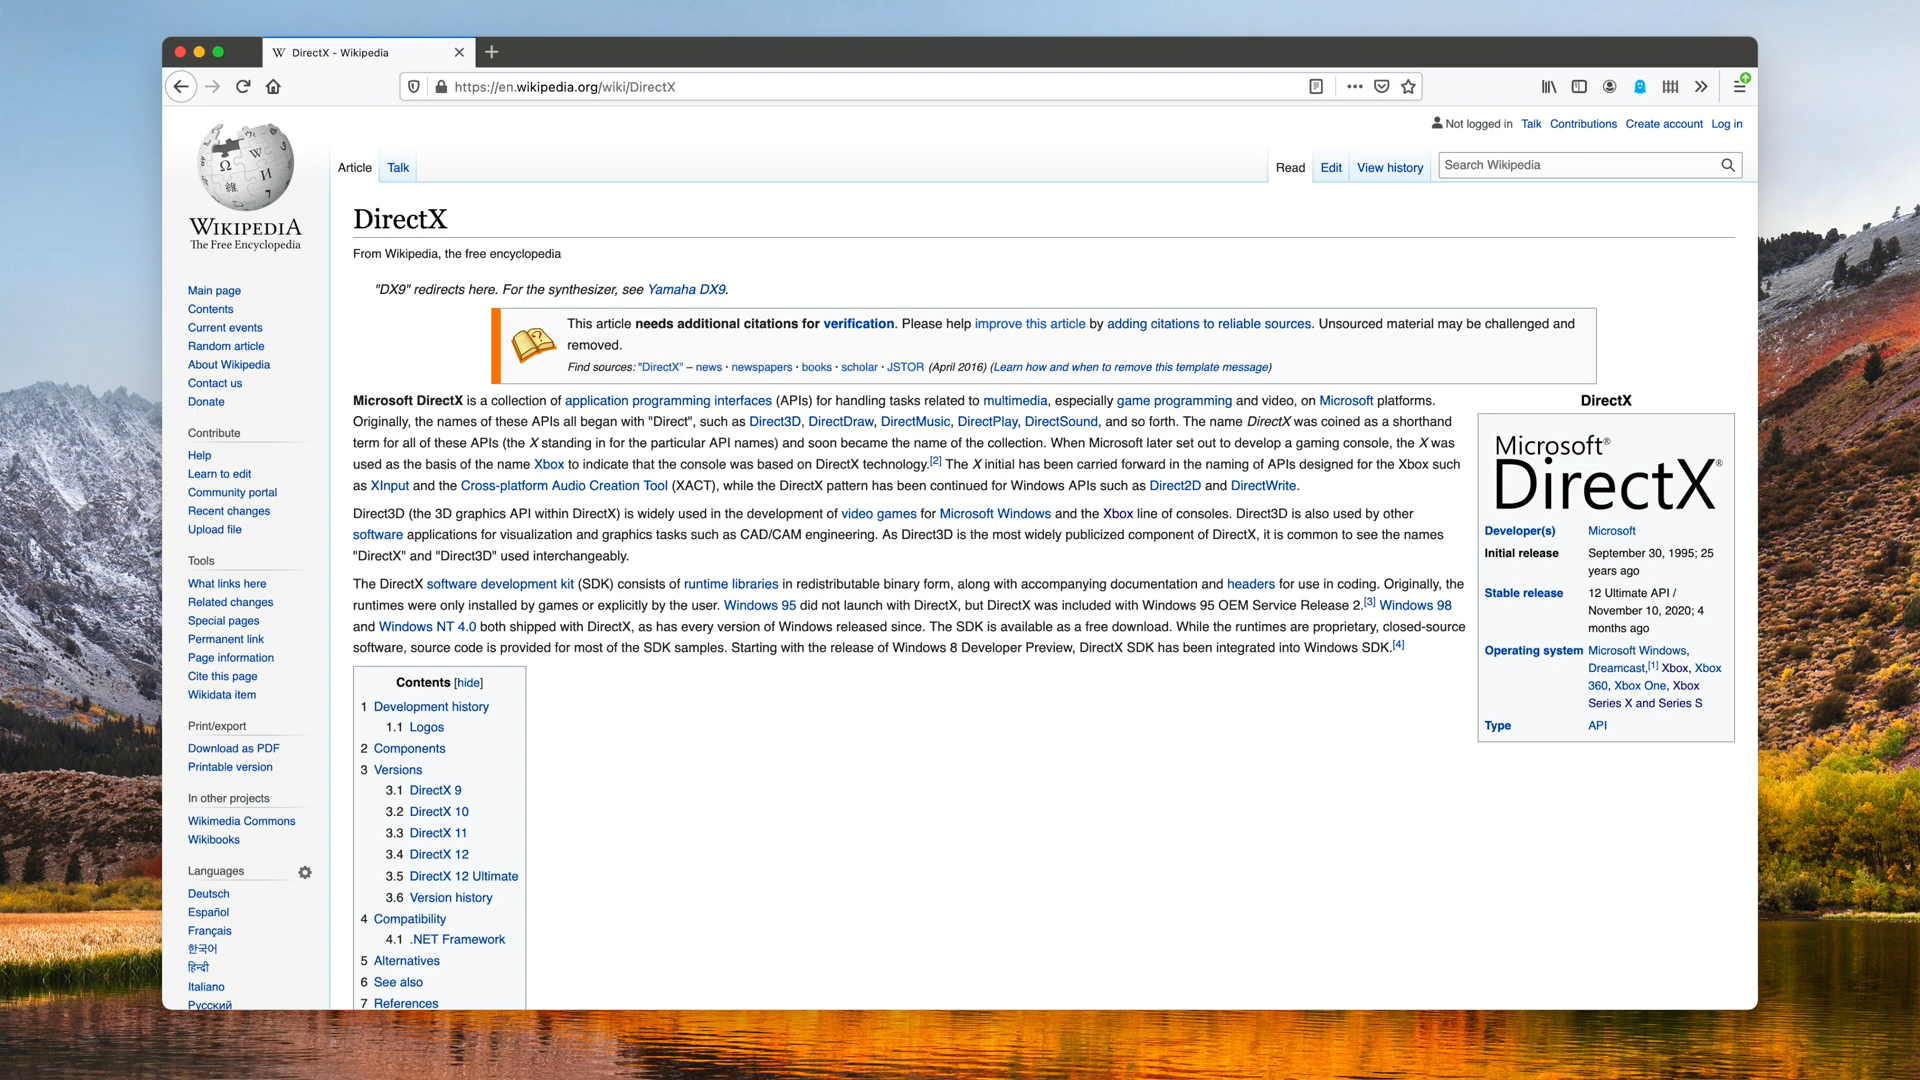 DirectX - Wikipedia
https://en.wikipedia.org/wiki/DirectX
Not logged in Talk Contributions Create account Log in
Article Talk Read Edit View history Search Wikipedia
WIKIPEDIA
The Free Encyclopedia
Main page
Contents
Current events
Random article
About Wikipedia
Contact us
Donate
Contribute
Help
Learn to edit
Community portal
Recent changes
Upload file
Tools
What links here
Related changes
Special pages
Permanent link
Page information
Cite this page
Wikidata item
Print/export
Download as PDF
Printable version
In other projects
Wikimedia Commons
Wikibooks
Languages
Deutsch
Español
Français
한국어
हिन्दी
Italiano
Русский
DirectX
From Wikipedia, the free encyclopedia
"DX9" redirects here. For the synthesizer, see Yamaha DX9.
This article needs additional citations for verification. Please help improve this article by adding citations to reliable sources. Unsourced material may be challenged and
removed.
Find sources: "DirectX" – news · newspapers · books · scholar · JSTOR (April 2016) (Learn how and when to remove this template message)
Microsoft DirectX is a collection of application programming interfaces (APIs) for handling tasks related to multimedia, especially game programming and video, on Microsoft platforms.
Originally, the names of these APIs all began with "Direct", such as Direct3D, DirectDraw, DirectMusic, DirectPlay, DirectSound, and so forth. The name DirectX was coined as a shorthand
term for all of these APIs (the X standing in for the particular API names) and soon became the name of the collection. When Microsoft later set out to develop a gaming console, the X was
used as the basis of the name Xbox to indicate that the console was based on DirectX technology.[2] The X initial has been carried forward in the naming of APIs designed for the Xbox such
as XInput and the Cross-platform Audio Creation Tool (XACT), while the DirectX pattern has been continued for Windows APIs such as Direct2D and DirectWrite.
Direct3D (the 3D graphics API within DirectX) is widely used in the development of video games for Microsoft Windows and the Xbox line of consoles. Direct3D is also used by other
software applications for visualization and graphics tasks such as CAD/CAM engineering. As Direct3D is the most widely publicized component of DirectX, it is common to see the names
"DirectX" and "Direct3D" used interchangeably.
The DirectX software development kit (SDK) consists of runtime libraries in redistributable binary form, along with accompanying documentation and headers for use in coding. Originally, the
runtimes were only installed by games or explicitly by the user. Windows 95 did not launch with DirectX, but DirectX was included with Windows 95 OEM Service Release 2.[3] Windows 98
and Windows NT 4.0 both shipped with DirectX, as has every version of Windows released since. The SDK is available as a free download. While the runtimes are proprietary, closed-source
software, source code is provided for most of the SDK samples. Starting with the release of Windows 8 Developer Preview, DirectX SDK has been integrated into Windows SDK.[4]
Contents [hide]
1 Development history
1.1 Logos
2 Components
3 Versions
3.1 DirectX 9
3.2 DirectX 10
3.3 DirectX 11
3.4 DirectX 12
3.5 DirectX 12 Ultimate
3.6 Version history
4 Compatibility
4.1 .NET Framework
5 Alternatives
6 See also
7 References
DirectX
Microsoft®
DirectX®
Developer(s) Microsoft
Initial release September 30, 1995; 25
years ago
Stable release 12 Ultimate API /
November 10, 2020; 4
months ago
Operating system Microsoft Windows,
Dreamcast,[1] Xbox, Xbox
360, Xbox One, Xbox
Series X and Series S
Type API